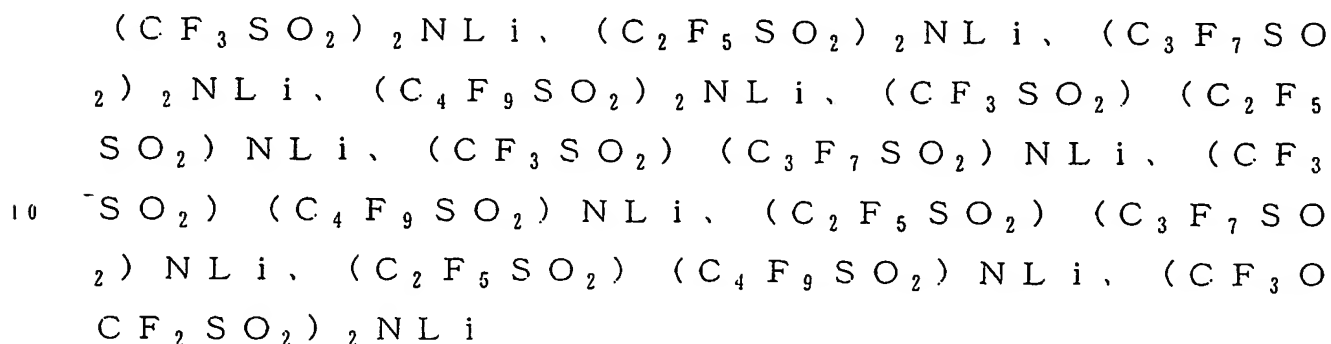 (CF₃SO₂)₂NLi、(C₂F₅SO₂)₂NLi、(C₃F₇SO
₂)₂NLi、(C₄F₉SO₂)₂NLi、(CF₃SO₂)(C₂F₅
SO₂)NLi、(CF₃SO₂)(C₃F₇SO₂)NLi、(CF₃
10 SO₂)(C₄F₉SO₂)NLi、(C₂F₅SO₂)(C₃F₇SO
₂)NLi、(C₂F₅SO₂)(C₄F₉SO₂)NLi、(CF₃O
CF₂SO₂)₂NLi